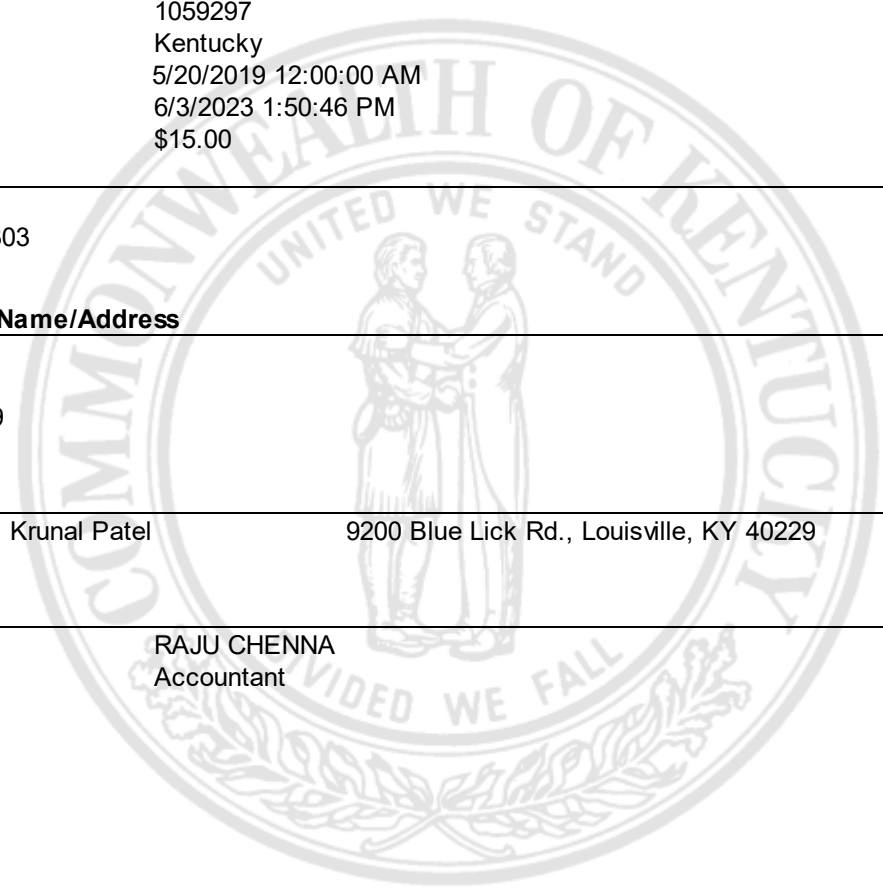 1059297
Kentucky
5/20/2019 12:00:00 AM
6/3/2023 1:50:46 PM
$15.00
03
Name/Address
9
Krunal Patel 9200 Blue Lick Rd., Louisville, KY 40229
RAJU CHENNA
Accountant
COMMONWEALTH OF KENTUCKY
UNITED WE STAND
DIVIDED WE FALL